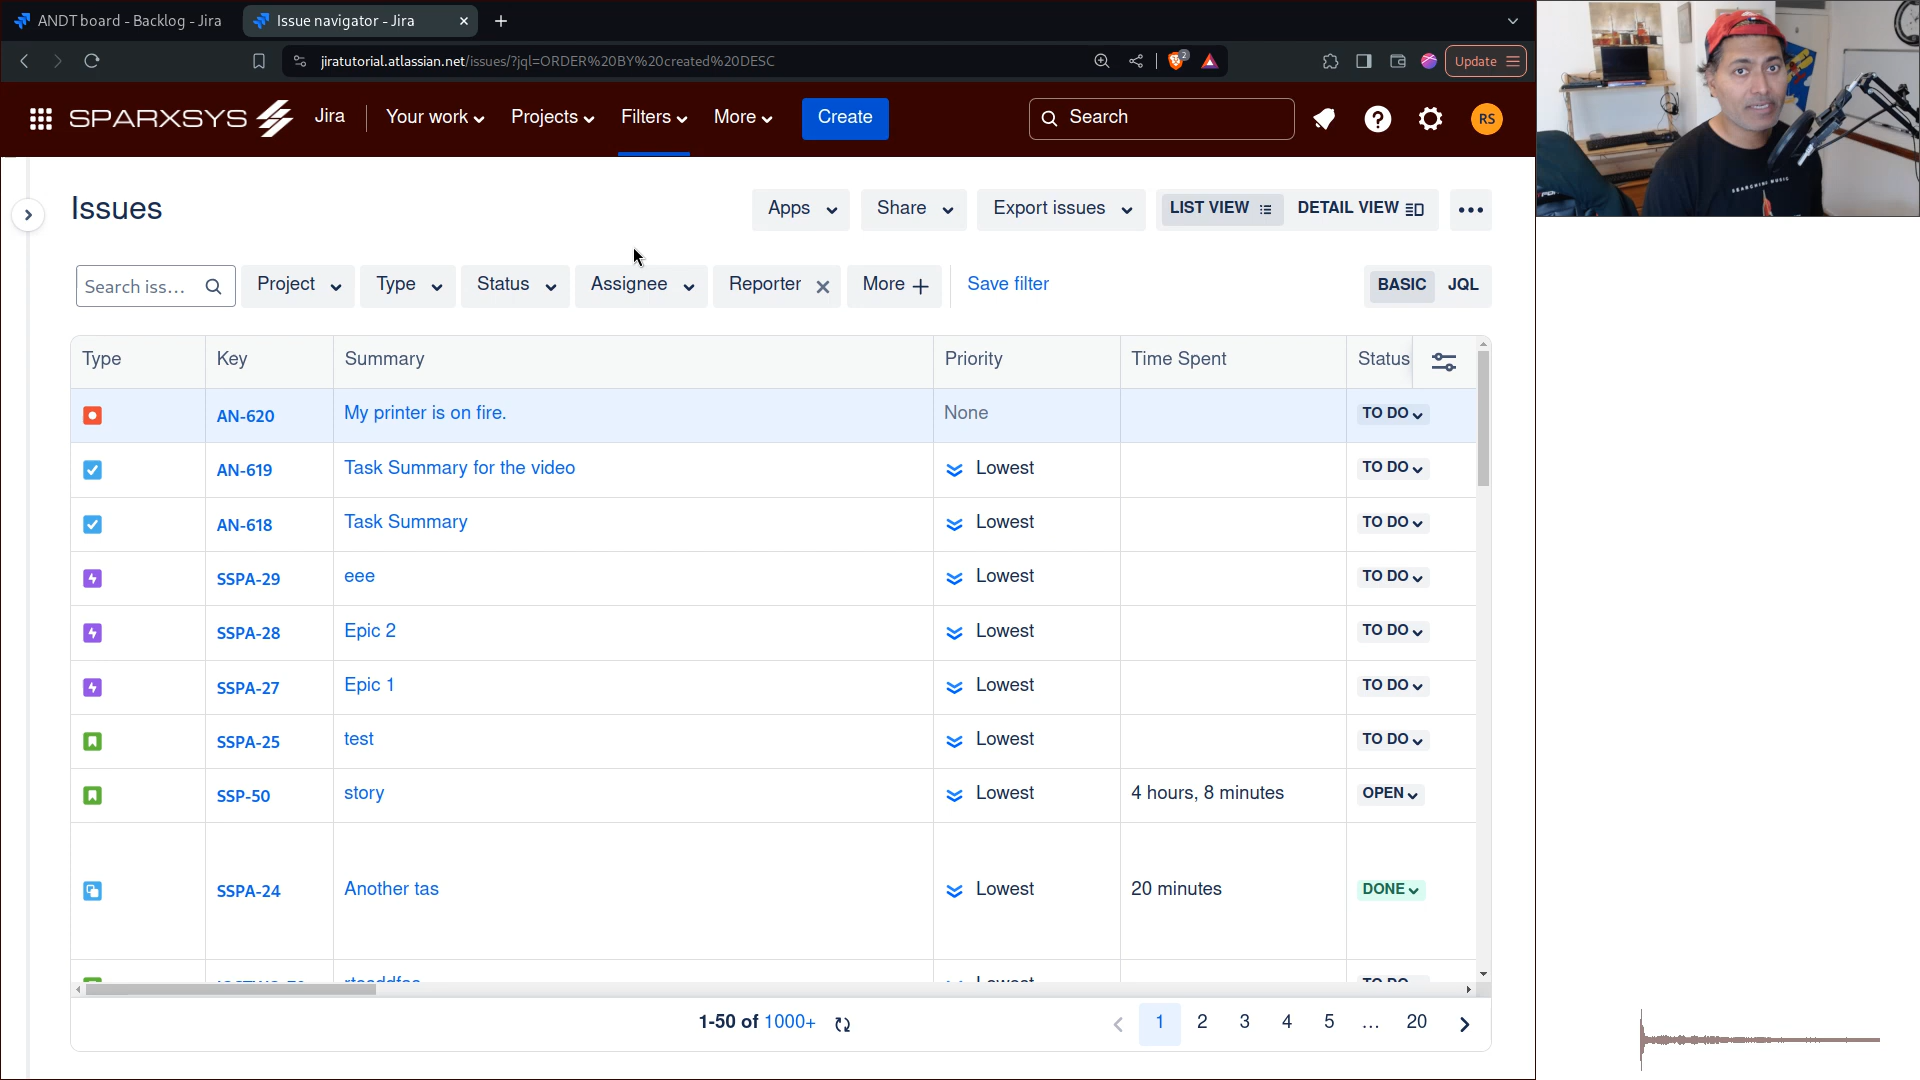 ANDT board - Backlog - Jira
Issue navigator - Jira
jiratutorial.atlassian.net/issues/?jql=ORDER%20BY%20created%20DESC
2
Update
SPARXSYS
Jira
Your work
Projects
Filters
More
Create
Search
RS
Issues
Apps
Share
Export issues
LIST VIEW
DETAIL VIEW
Search iss...
Project
Type
Status
Assignee
Reporter
More
Save filter
BASIC
JQL
Type Key Summary Priority Time Spent Status
AN-620 My printer is on fire. None TO DO
AN-619 Task Summary for the video Lowest TO DO
AN-618 Task Summary Lowest TO DO
SSPA-29 eee Lowest TO DO
SSPA-28 Epic 2 Lowest TO DO
SSPA-27 Epic 1 Lowest TO DO
SSPA-25 test Lowest TO DO
SSP-50 story Lowest 4 hours, 8 minutes OPEN
SSPA-24 Another tas Lowest 20 minutes DONE
Lowest TO DO
1-50 of 1000+
1 2 3 4 5 ... 20